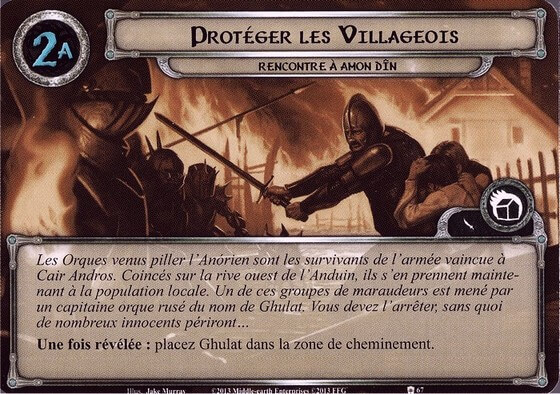 2A
PROTÉGER LES VILLAGEOIS
RENCONTRE À AMON DÎN
Les Orques venus piller l'Anórien sont les survivants de l'armée vaincue à
Cair Andros. Coincés sur la rive ouest de l'Anduin, ils s'en prennent mainte-
nant à la population locale. Un de ces groupes de maraudeurs est mené par
un capitaine orque rusé du nom de Ghulat. Vous devez l'arrêter, sans quoi
de nombreux innocents périront...
Une fois révélée : placez Ghulat dans la zone de cheminement.
Illus. Jake Murray ©2013 Middle-earth Enterprises ©2013 FFG 67